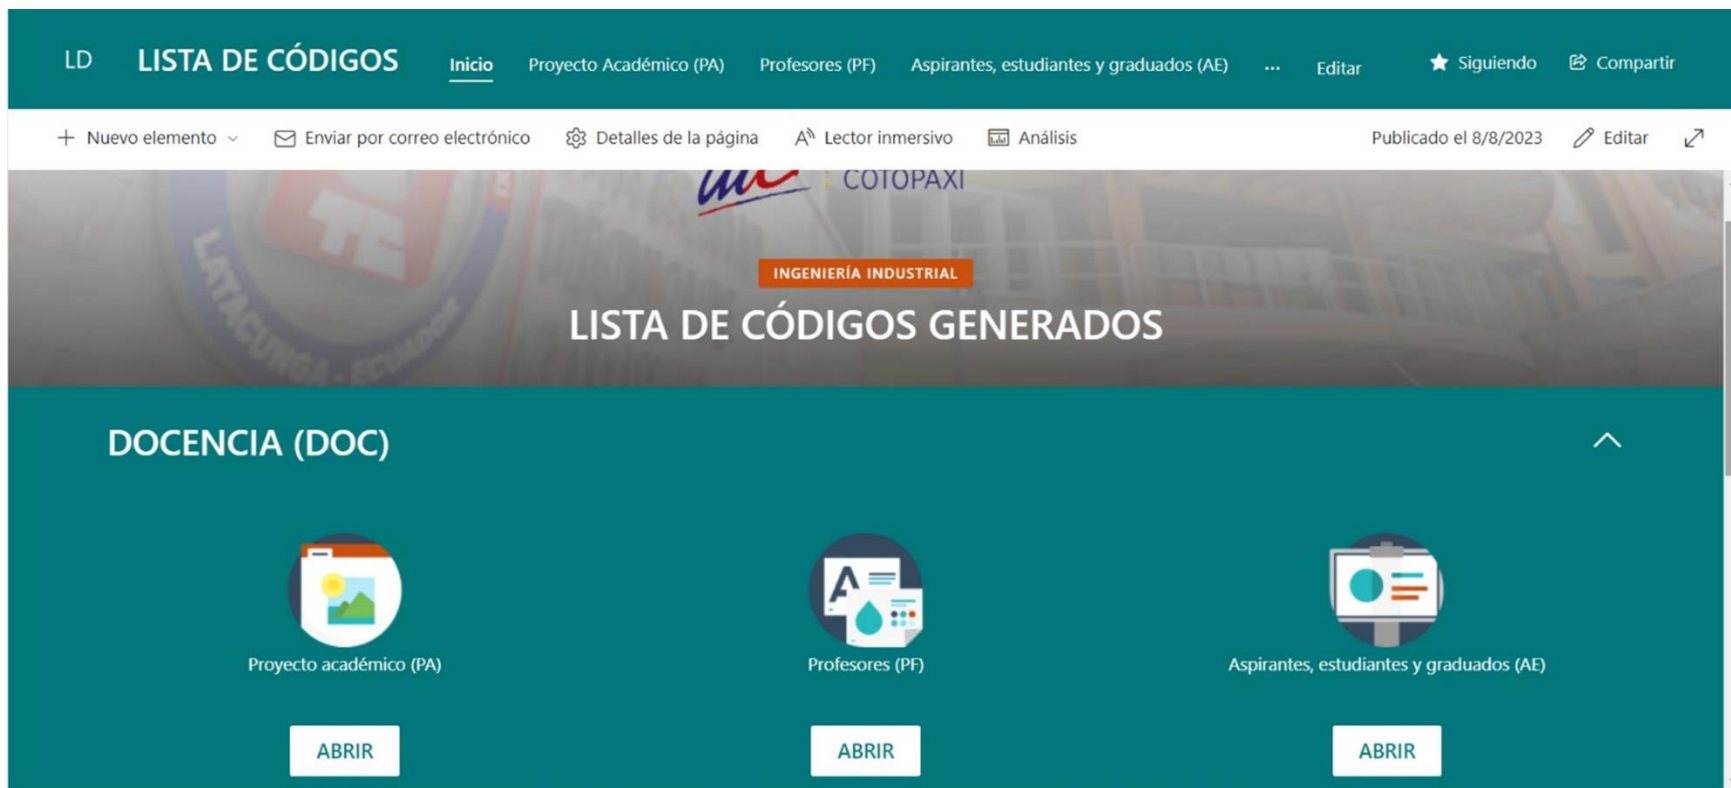 LD LISTA DE CÓDIGOS Inicio Proyecto Académico (PA) Profesores (PF) Aspirantes, estudiantes y graduados (AE) ... Editar Siguiendo Compartir
Nuevo elemento Enviar por correo electrónico Detalles de la página Lector inmersivo Análisis Publicado el 8/8/2023 Editar
COTOPAXI
LATACUNGA - ECUADOR
INGENIERÍA INDUSTRIAL
LISTA DE CÓDIGOS GENERADOS
DOCENCIA (DOC)
Proyecto académico (PA) Profesores (PF) Aspirantes, estudiantes y graduados (AE)
ABRIR ABRIR ABRIR